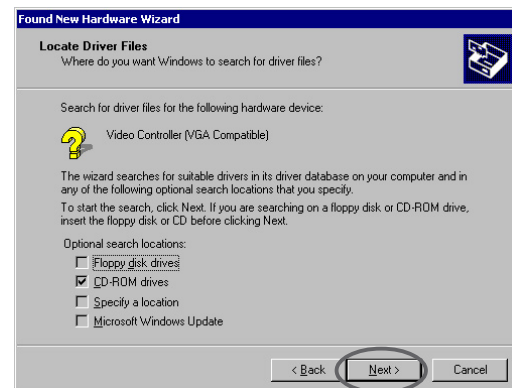 Found New Hardware Wizard
Locate Driver Files
Where do you want Windows to search for driver files?
Search for driver files for the following hardware device:
Video Controller (VGA Compatible)
The wizard searches for suitable drivers in its driver database on your computer and in
any of the following optional search locations that you specify.
To start the search, click Next. If you are searching on a floppy disk or CD-ROM drive,
insert the floppy disk or CD before clicking Next.
Optional search locations:
Floppy disk drives
CD-ROM drives
Specify a location
Microsoft Windows Update
< Back Next > Cancel